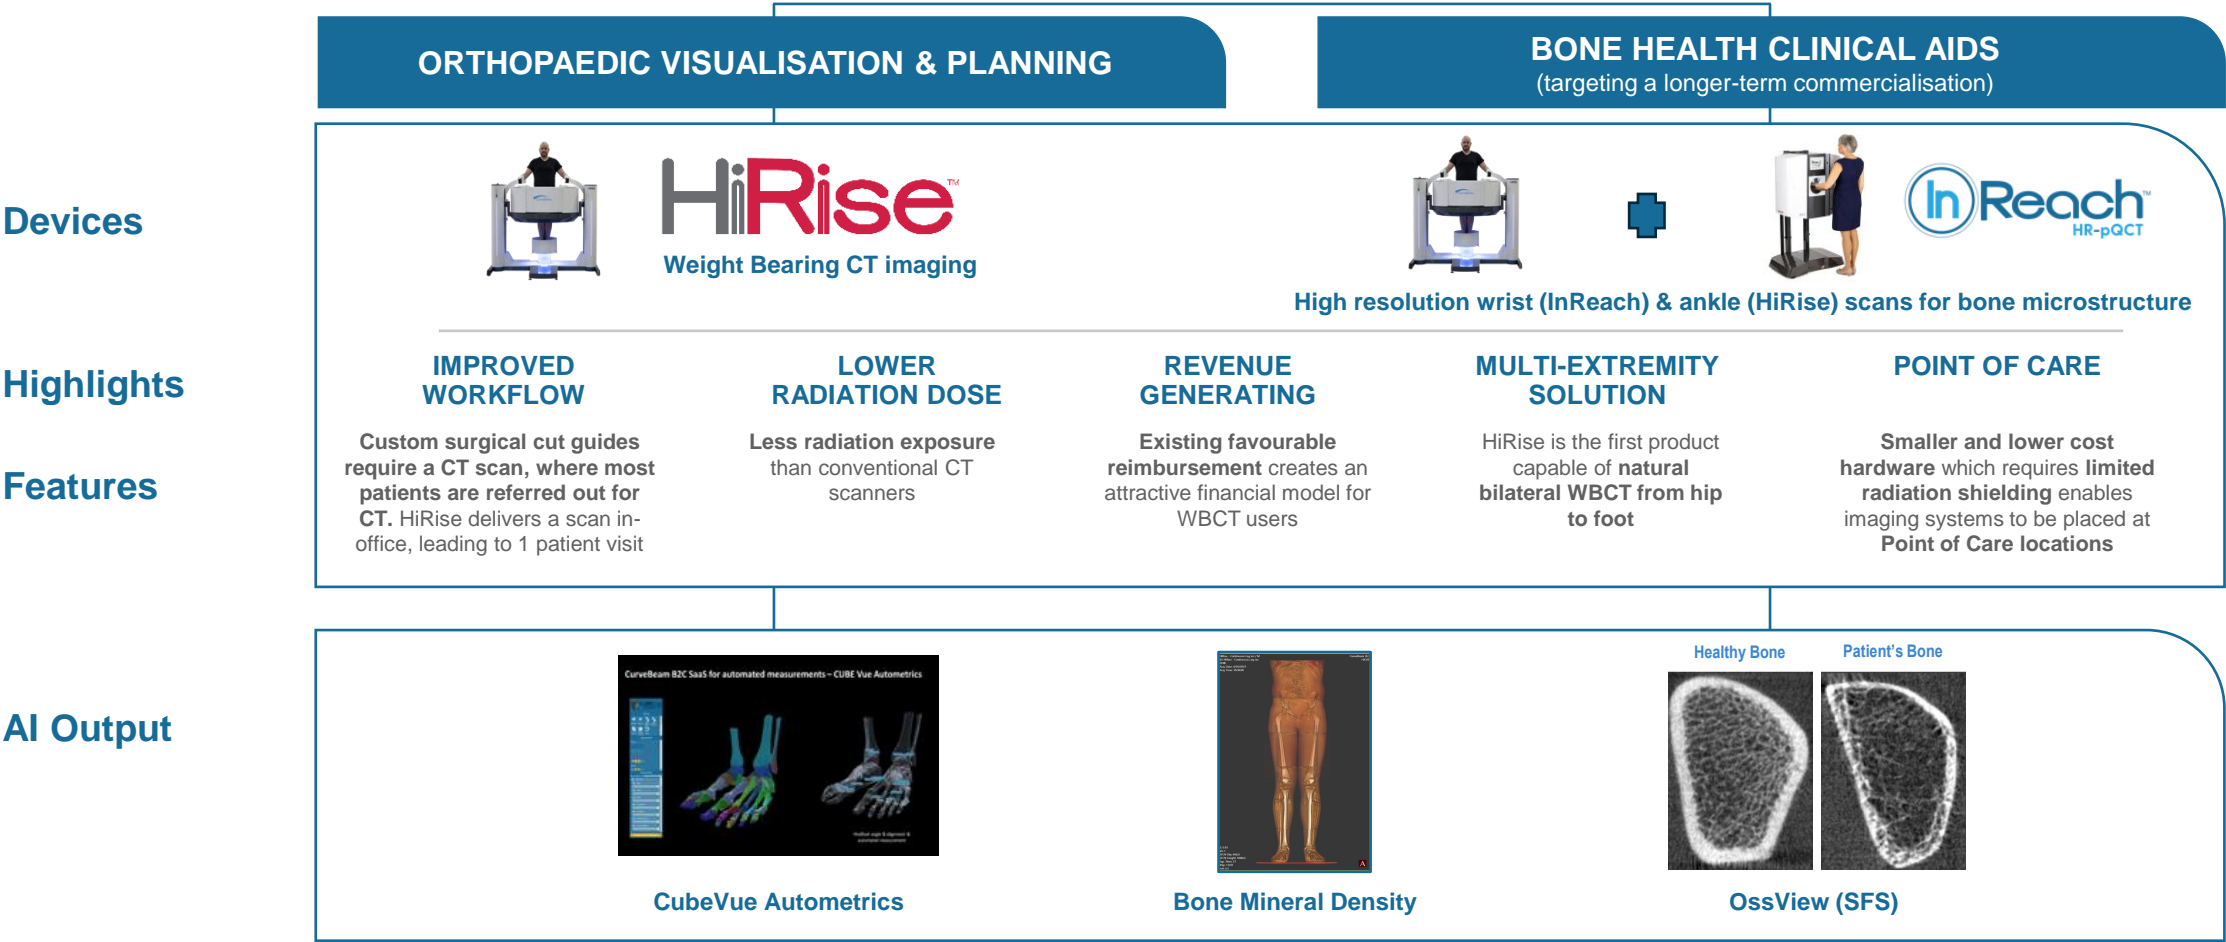 ORTHOPAEDIC VISUALISATION & PLANNING
BONE HEALTH CLINICAL AIDS
(targeting a longer-term commercialisation)
Devices
HiRise™
Weight Bearing CT imaging
InReach™
HR-pQCT
High resolution wrist (InReach) & ankle (HiRise) scans for bone microstructure
Highlights
IMPROVED
WORKFLOW
LOWER
RADIATION DOSE
REVENUE
GENERATING
MULTI-EXTREMITY
SOLUTION
POINT OF CARE
Features
Custom surgical cut guides
require a CT scan, where most
patients are referred out for
CT. HiRise delivers a scan in-
office, leading to 1 patient visit
Less radiation exposure
than conventional CT
scanners
Existing favourable
reimbursement creates an
attractive financial model for
WBCT users
HiRise is the first product
capable of natural
bilateral WBCT from hip
to foot
Smaller and lower cost
hardware which requires limited
radiation shielding enables
imaging systems to be placed at
Point of Care locations
AI Output
CurveBeam B2C SaaS for automated measurements – CUBE Vue Autometrics
CubeVue Autometrics
A
Bone Mineral Density
Healthy Bone
Patient's Bone
OssView (SFS)